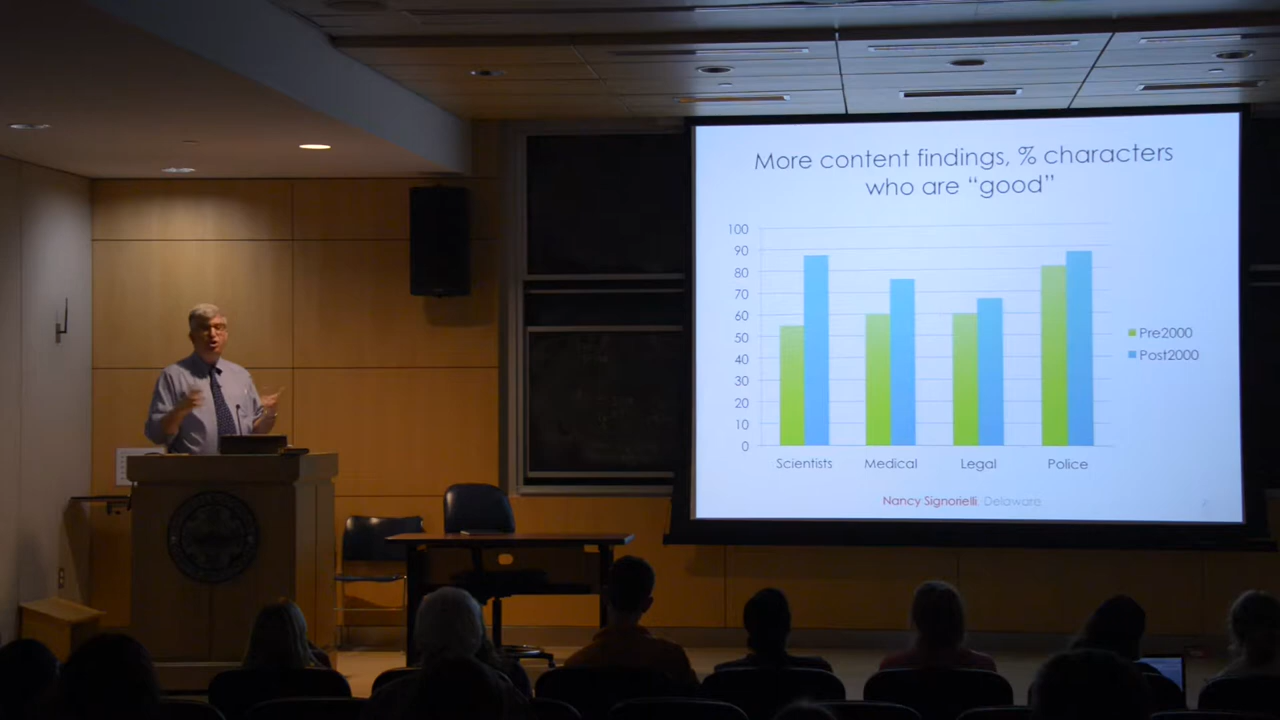 More content findings, % characters
who are “good”
100
90
80
70
60
50
40
30
20
10
0
Scientists Medical Legal Police
Pre2000
Post2000
Nancy Signorielli, Delaware